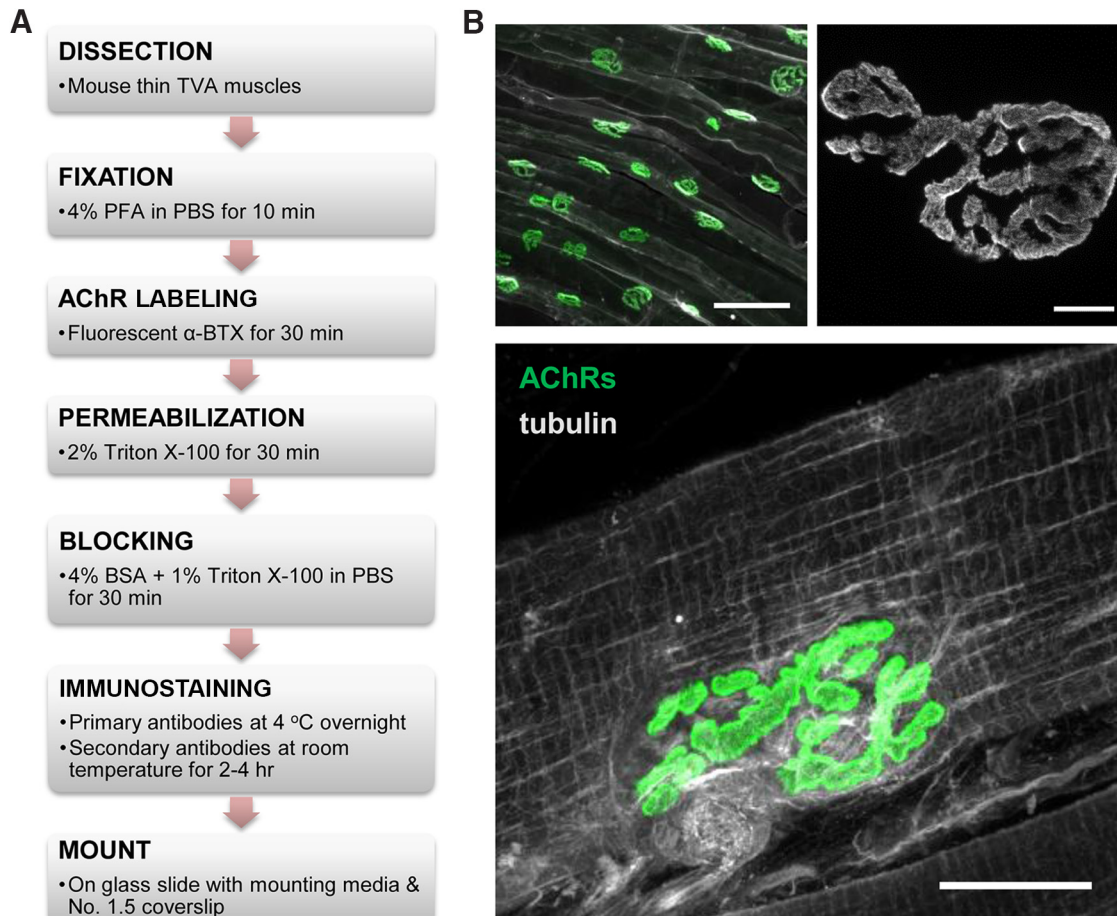 A
DISSECTION
•Mouse thin TVA muscles
FIXATION
•4% PFA in PBS for 10 min
AChR LABELING
•Fluorescent α-BTX for 30 min
PERMEABILIZATION
•2% Triton X-100 for 30 min
BLOCKING
•4% BSA + 1% Triton X-100 in PBS
for 30 min
IMMUNOSTAINING
•Primary antibodies at 4 ºC overnight
•Secondary antibodies at room
temperature for 2-4 hr
MOUNT
•On glass slide with mounting media &
No. 1.5 coverslip
B
AChRs
tubulin